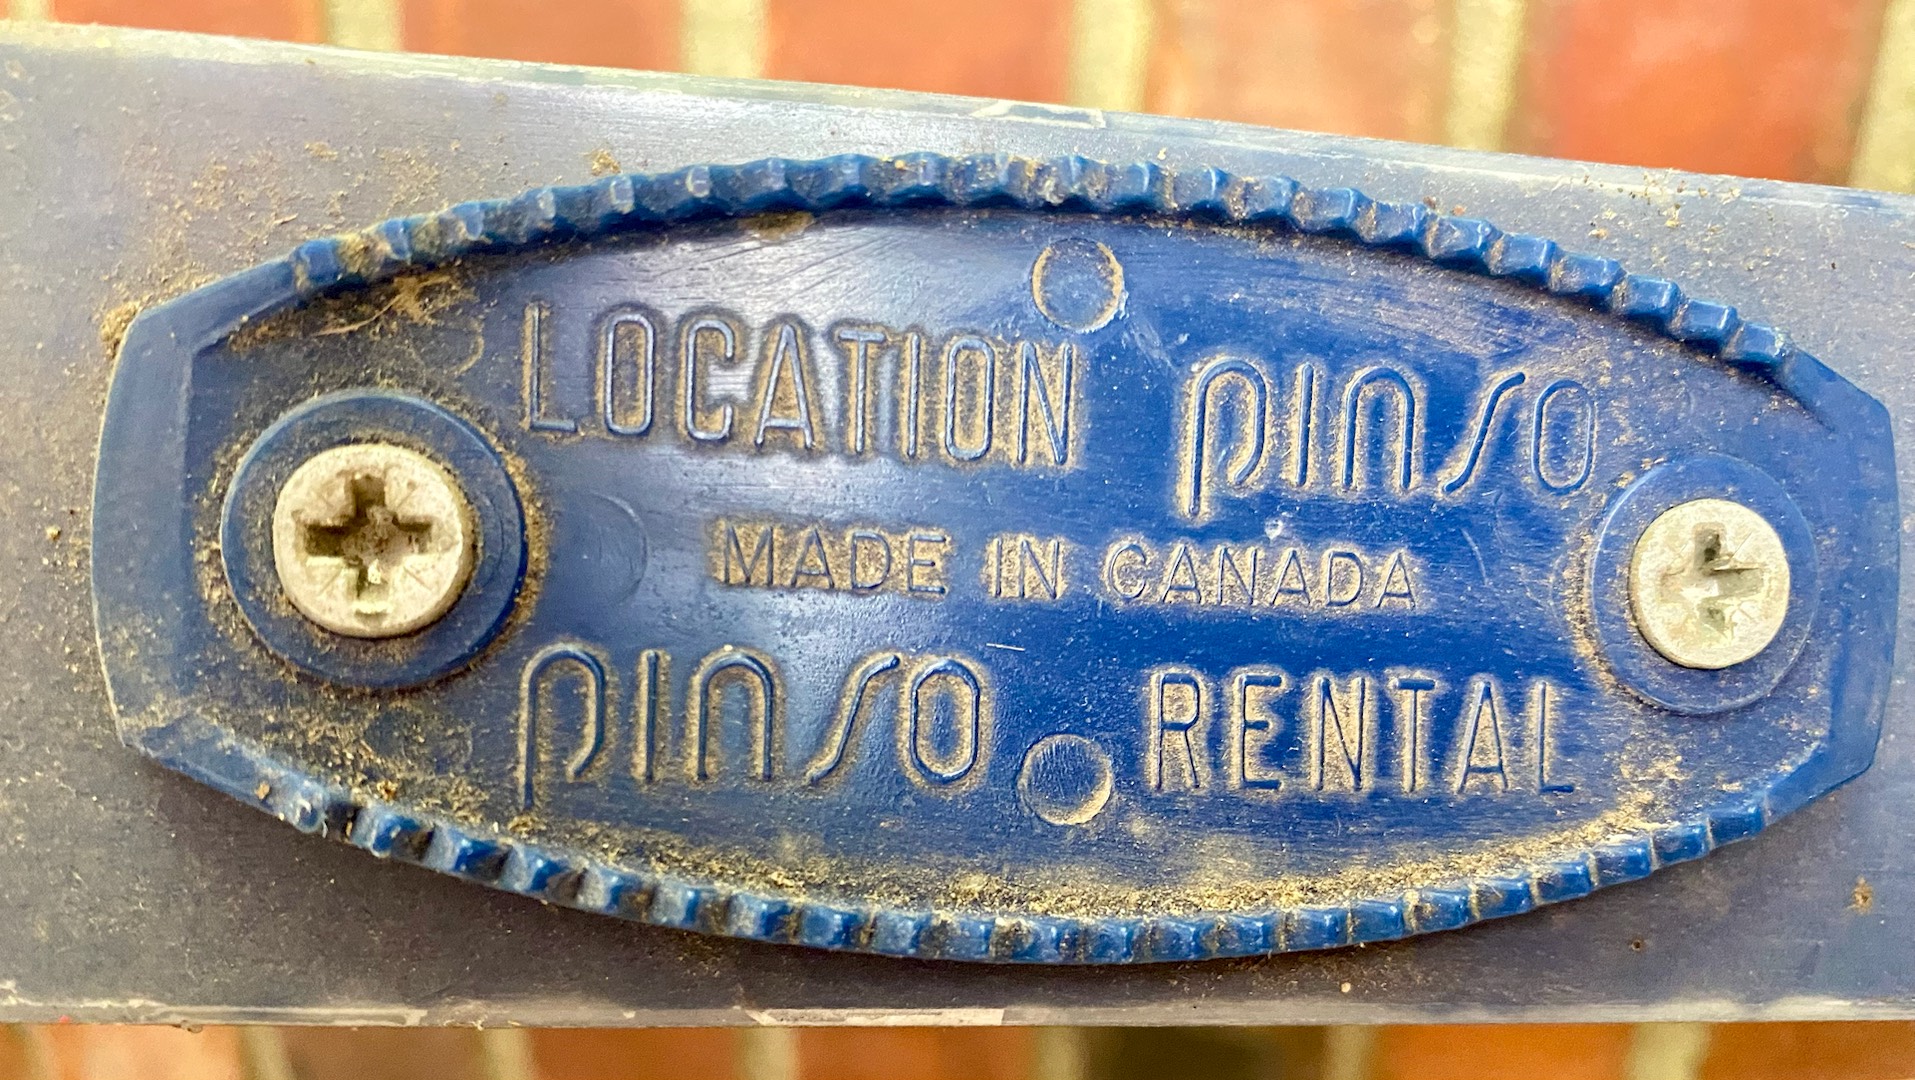 LOCATION pinso
MADE IN CANADA
pinso RENTAL